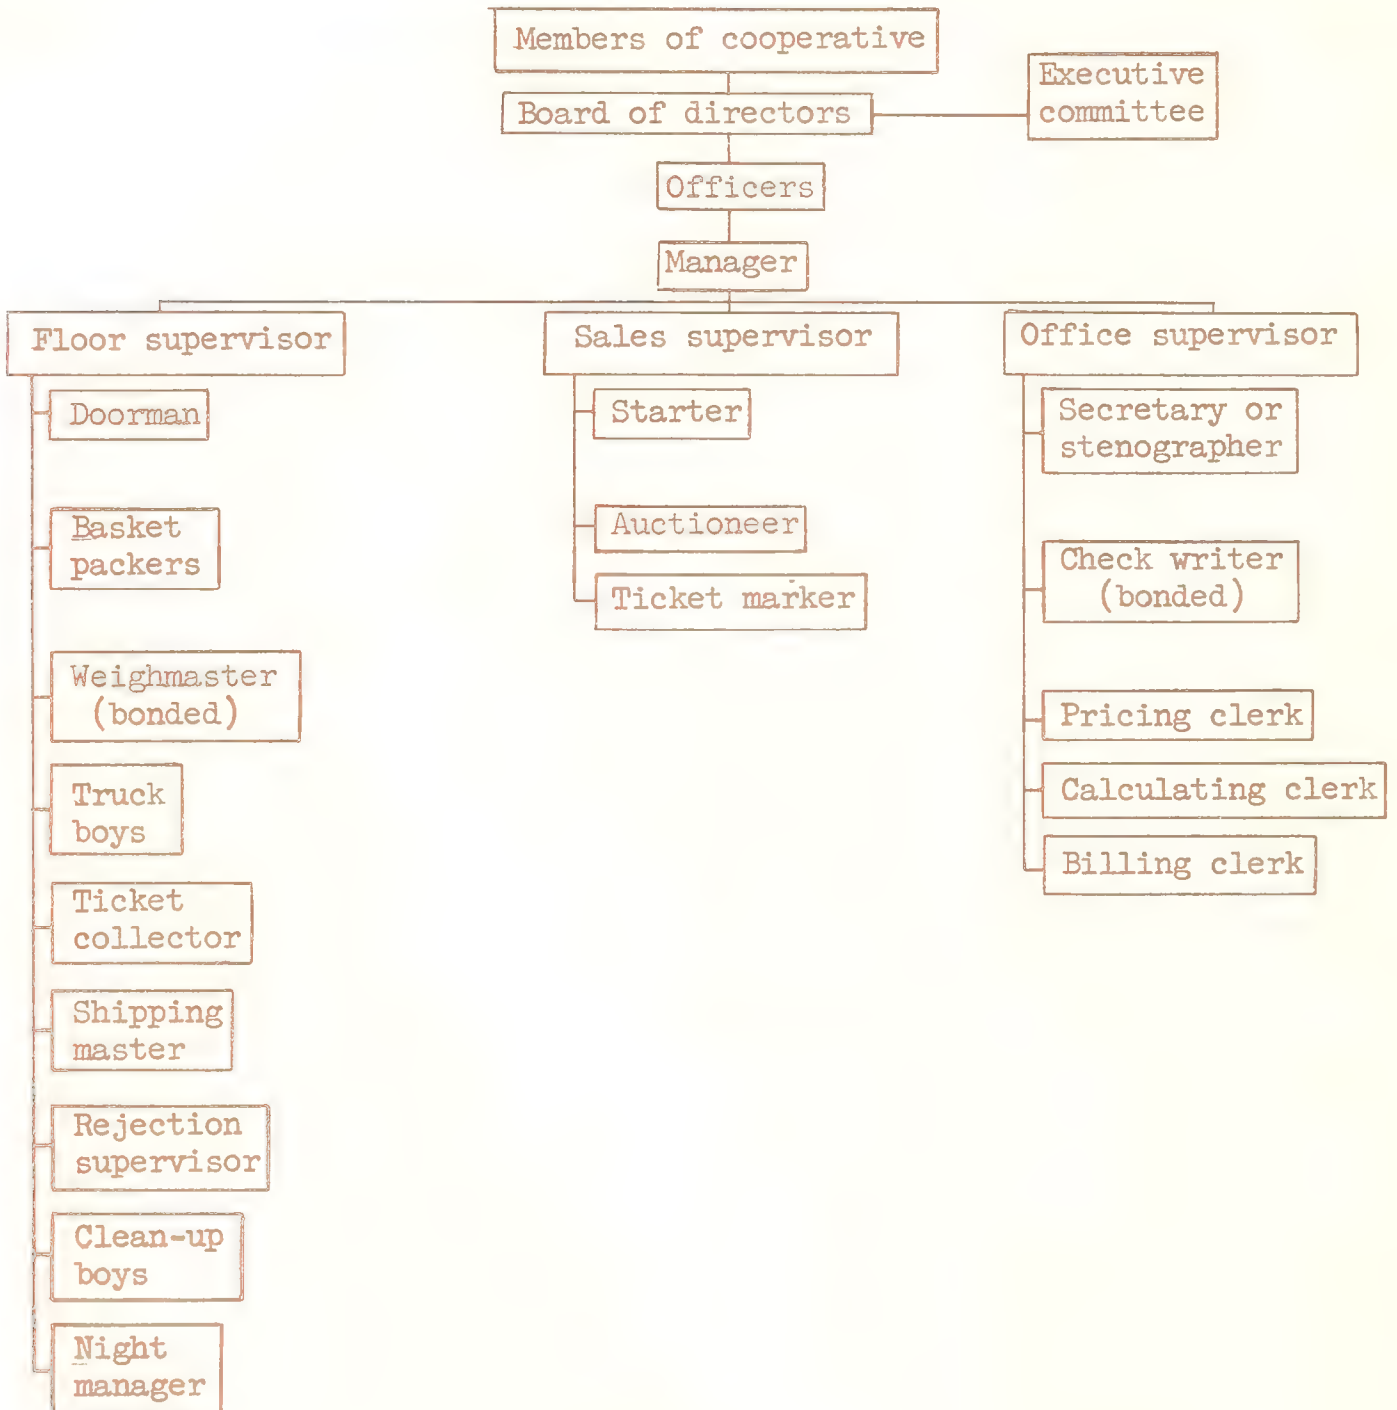 Members of cooperative
Board of directors
Executive
committee
Officers
Manager
Floor supervisor
Doorman
Basket
packers
Weighmaster
(bonded)
Truck
boys
Ticket
collector
Shipping
master
Rejection
supervisor
Clean-up
boys
Night
manager
Sales supervisor
Starter
Auctioneer
Ticket marker
Office supervisor
Secretary or
stenographer
Check writer
(bonded)
Pricing clerk
Calculating clerk
Billing clerk